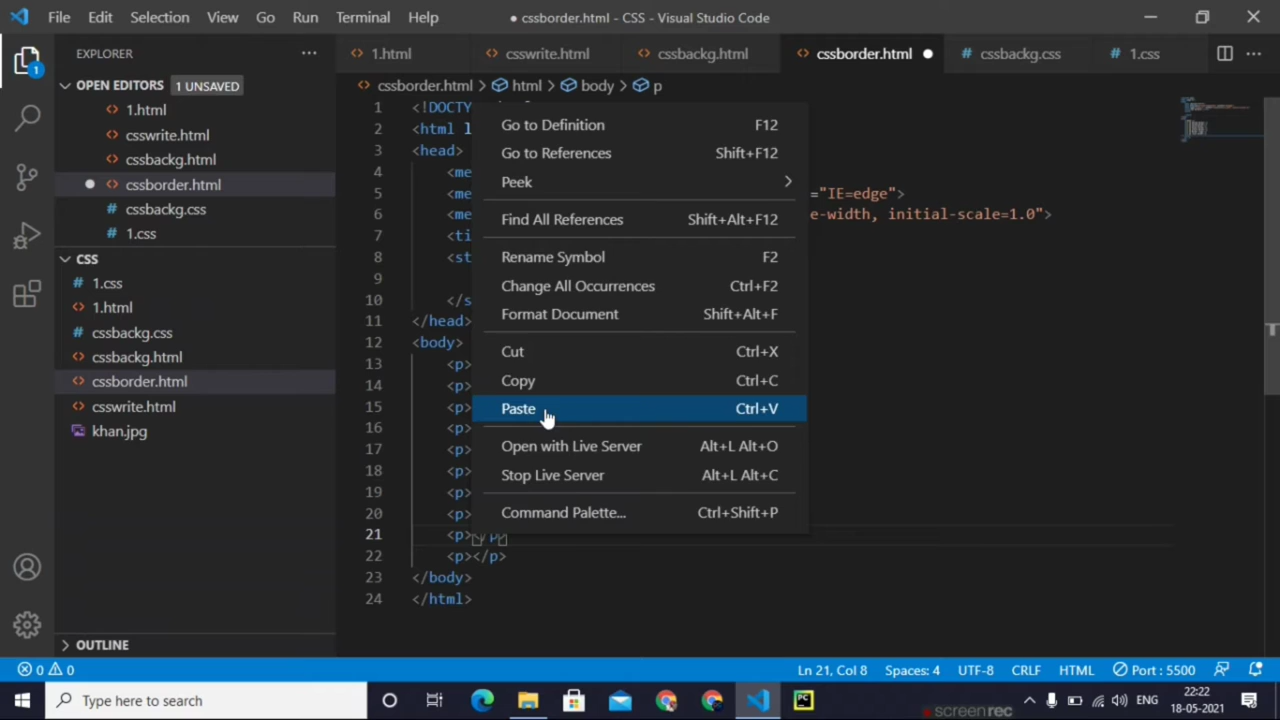 File Edit Selection View Go Run Terminal Help ● cssborder.html - CSS - Visual Studio Code
EXPLORER ···
1.html csswrite.html cssbackg.html cssborder.html ● # cssbackg.css # 1.css ···
OPEN EDITORS 1 UNSAVED
cssborder.html > html > body > p
1.html
csswrite.html
cssbackg.html
● cssborder.html
# cssbackg.css
# 1.css
CSS
# 1.css
1.html
cssbackg.css
cssbackg.html
cssborder.html
csswrite.html
khan.jpg
OUTLINE
1
1 <!DOCTY
2 <html l
3 <head>
4 <me
5 <me ="IE=edge">
6 <me e-width, initial-scale=1.0">
7 <ti
8 <st
9
10 </s
11 </head>
12 <body>
13 <p>
14 <p>
15 <p>
16 <p>
17 <p>
18 <p>
19 <p>
20 <p>
21 <p></p>
22 <p></p>
23 </body>
24 </html>
Go to Definition F12
Go to References Shift+F12
Peek >
Find All References Shift+Alt+F12
Rename Symbol F2
Change All Occurrences Ctrl+F2
Format Document Shift+Alt+F
Cut Ctrl+X
Copy Ctrl+C
Paste Ctrl+V
Open with Live Server Alt+L Alt+O
Stop Live Server Alt+L Alt+C
Command Palette... Ctrl+Shift+P
0 0 Ln 21, Col 8 Spaces: 4 UTF-8 CRLF HTML Port : 5500
Type here to search
ENG
22:22
18-05-2021
screenrec